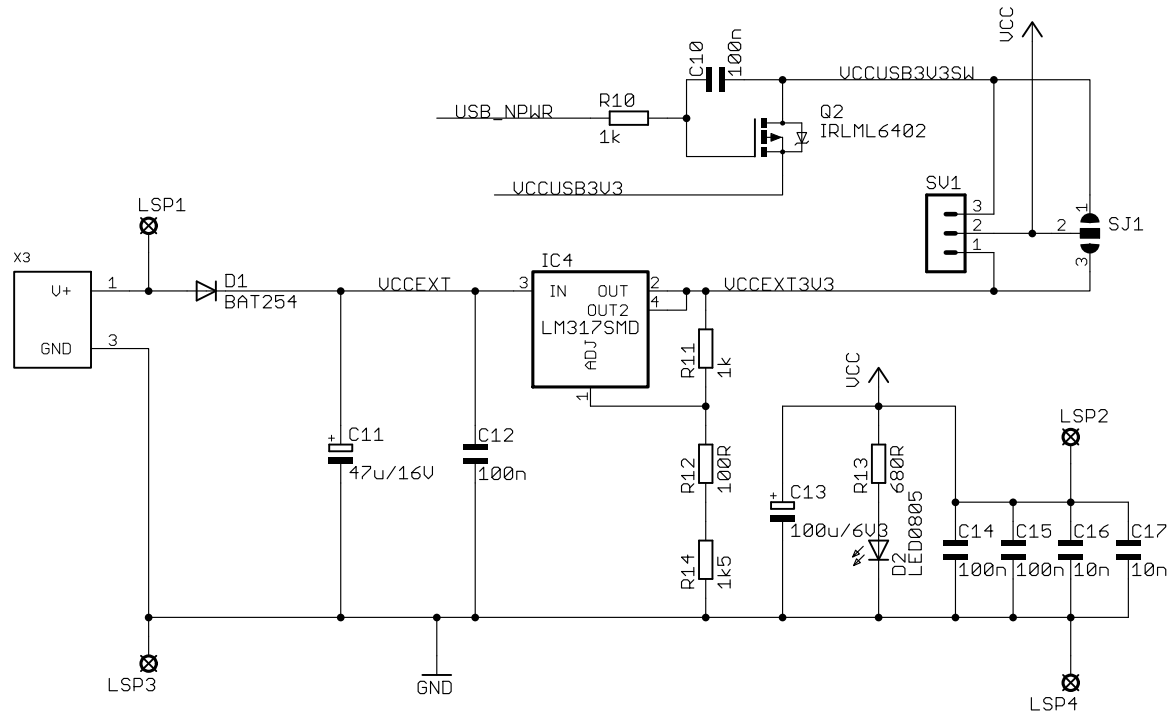 VCC
C10
100n
VCCUSB3V3SW
USB_NPWR
R10
1k
Q2
IRLML6402
VCCUSB3V3
SV1
3
2
1
1
2
3
SJ1
LSP1
X3
V+
1
GND
3
D1
BAT254
VCCEXT
IC4
3
IN
OUT
2
OUT2
4
LM317SMD
ADJ
1
VCCEXT3V3
R11
1k
VCC
LSP2
C11
+
47u/16V
C12
100n
R12
100R
R13
680R
+
C13
100u/6V3
D2
LED0805
C14
100n
C15
100n
C16
10n
C17
10n
R14
1k5
LSP3
GND
LSP4